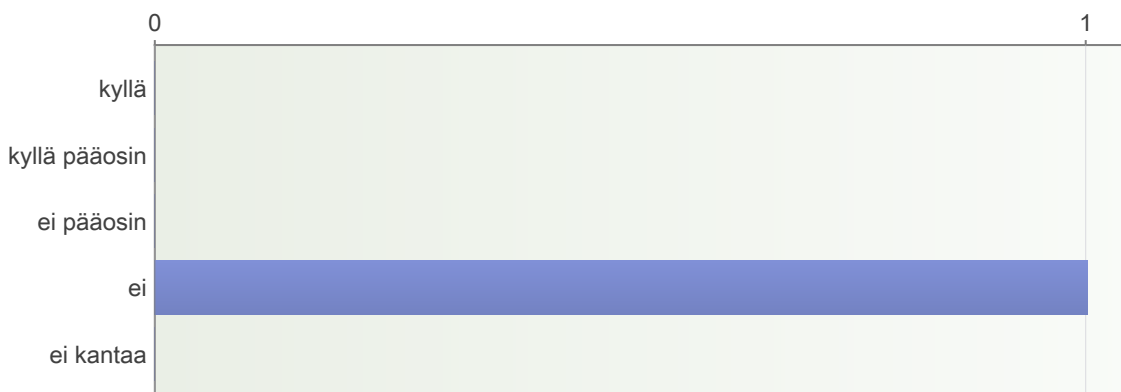 0 1
kyllä
kyllä pääosin
ei pääosin
ei
ei kantaa